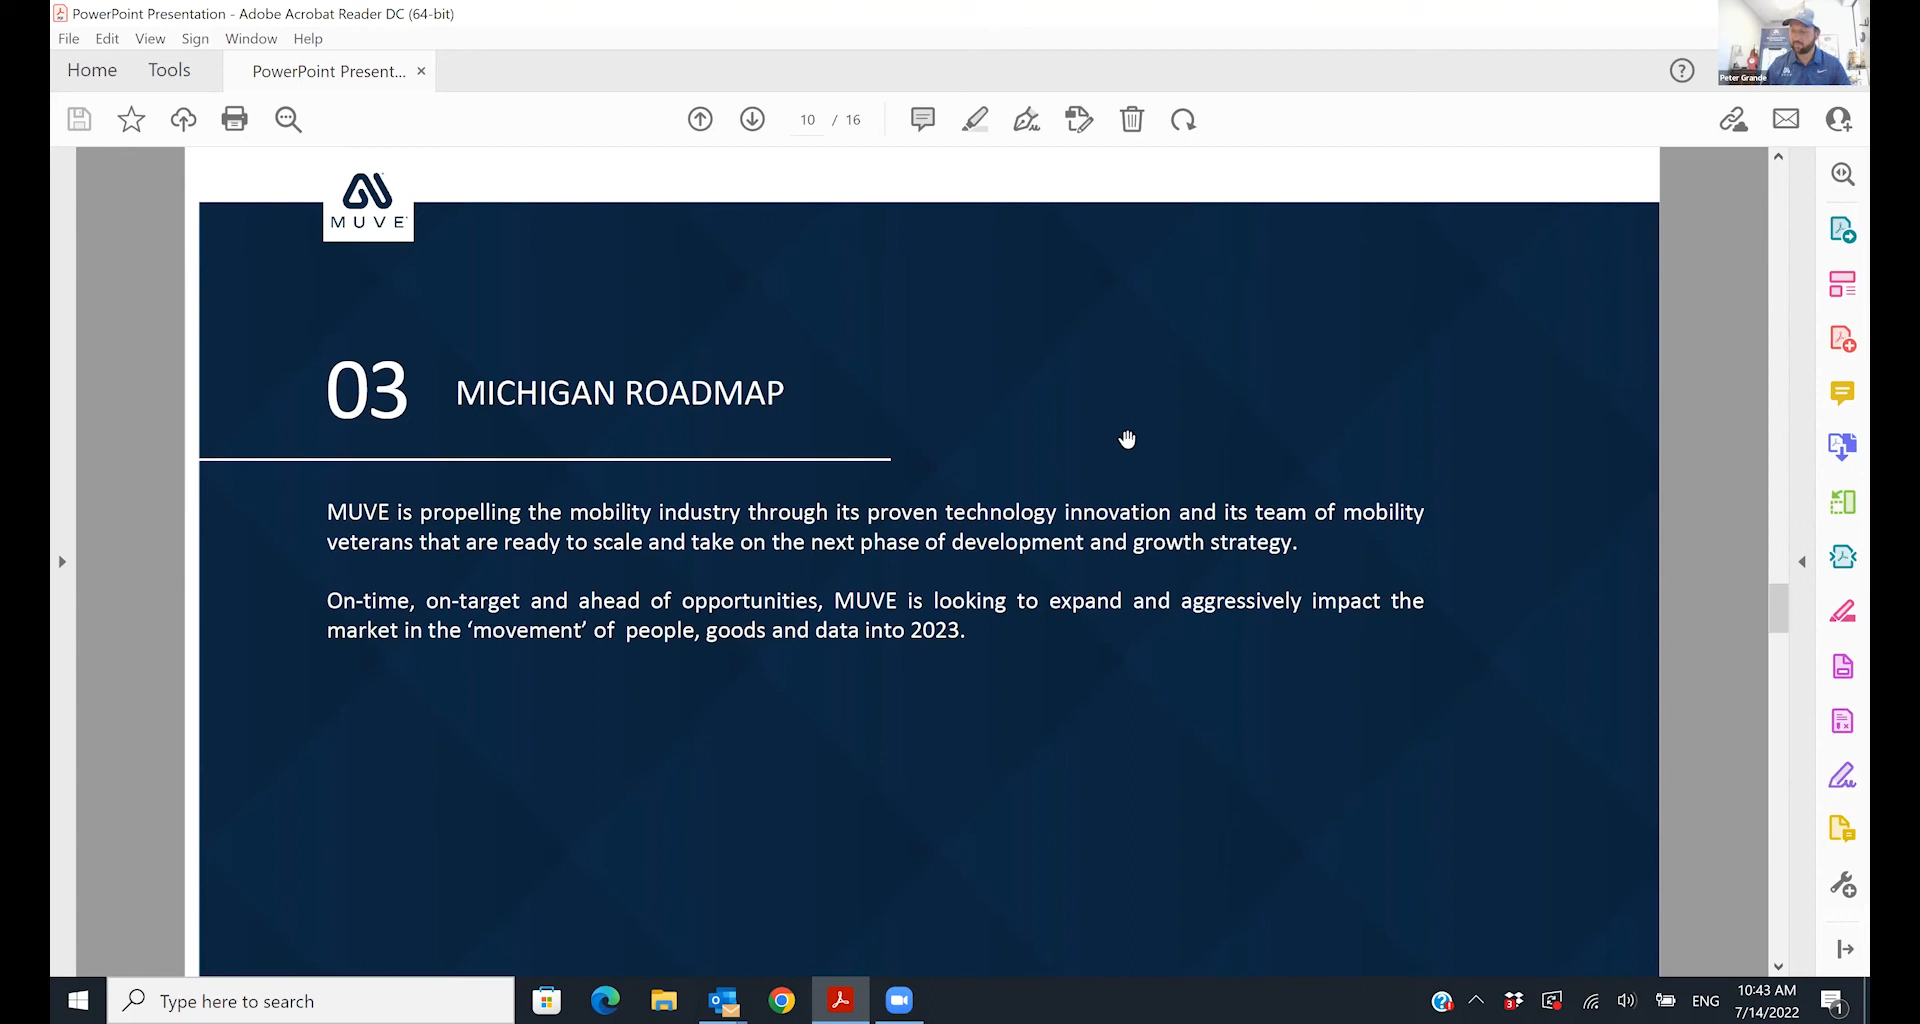 PowerPoint Presentation - Adobe Acrobat Reader DC (64-bit)
File Edit View Sign Window Help
Home Tools PowerPoint Present... ×
Peter Grande
10 / 16
MUVE
03 MICHIGAN ROADMAP
MUVE is propelling the mobility industry through its proven technology innovation and its team of mobility
veterans that are ready to scale and take on the next phase of development and growth strategy.
On-time, on-target and ahead of opportunities, MUVE is looking to expand and aggressively impact the
market in the ‘movement’ of people, goods and data into 2023.
Type here to search
3
ENG
10:43 AM
7/14/2022
1